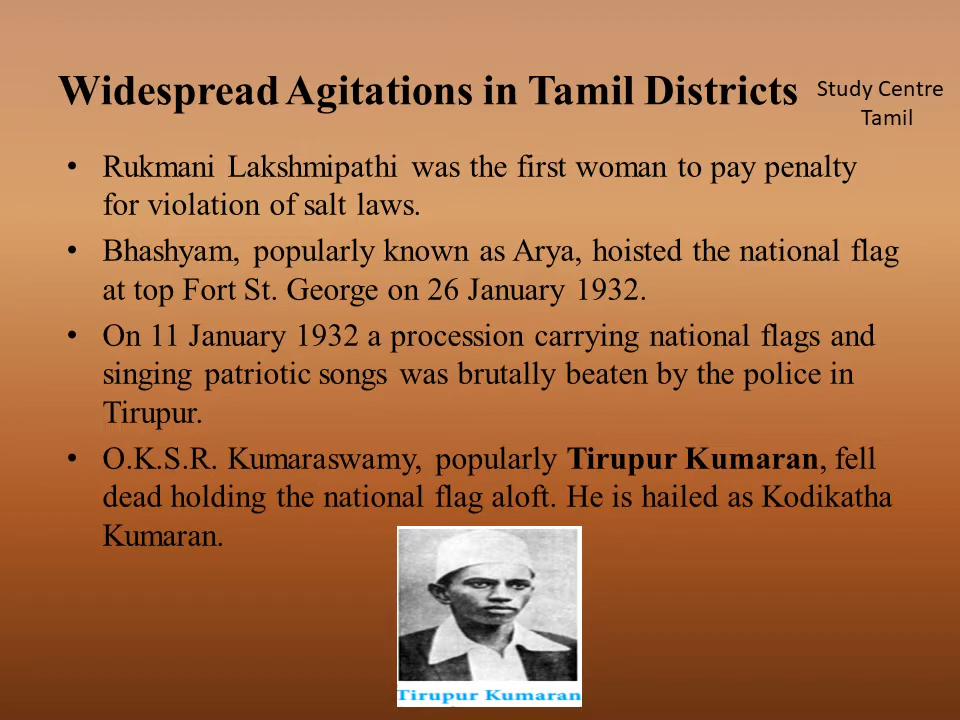 Widespread Agitations in Tamil Districts
Study Centre
Tamil
• Rukmani Lakshmipathi was the first woman to pay penalty
for violation of salt laws.
• Bhashyam, popularly known as Arya, hoisted the national flag
at top Fort St. George on 26 January 1932.
• On 11 January 1932 a procession carrying national flags and
singing patriotic songs was brutally beaten by the police in
Tirupur.
• O.K.S.R. Kumaraswamy, popularly Tirupur Kumaran, fell
dead holding the national flag aloft. He is hailed as Kodikatha
Kumaran.
Tirupur Kumaran